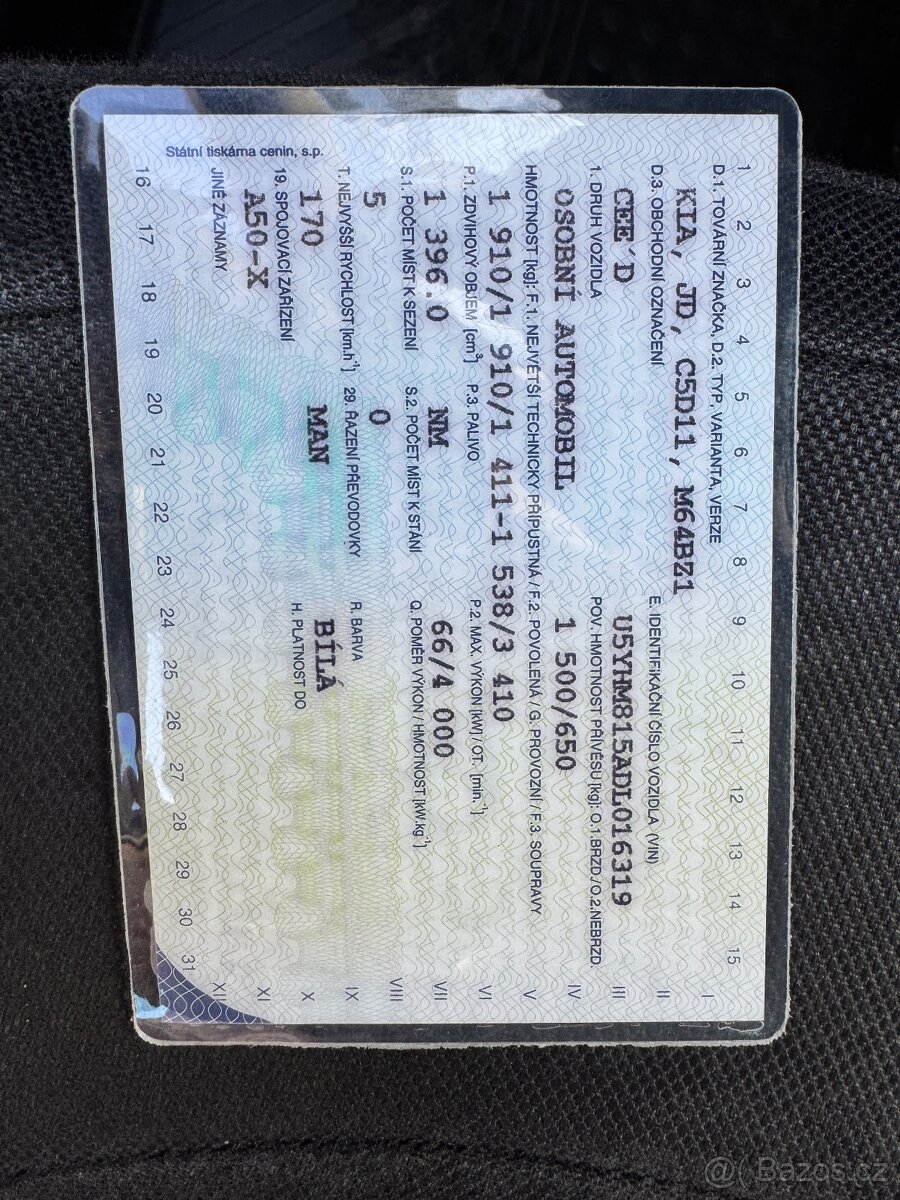 1 2 3 4 5 6 7 8 9 10 11 12 13 14 15
D.1. TOVÁRNÍ ZNAČKA, D.2. TYP, VARIANTA, VERZE
KIA, JD, C5D11, M64BZ1
D.3. OBCHODNÍ OZNAČENÍ E. IDENTIFIKAČNÍ ČÍSLO VOZIDLA (VIN)
CEE´D U5YHM815ADL016319
1. DRUH VOZIDLA POV. HMOTNOST PŘÍVĚSU [kg]: O.1.BRZD./O.2.NEBRZD.
OSOBNÍ AUTOMOBIL 1 500/650
HMOTNOST [kg]: F.1. NEJVĚTŠÍ TECHNICKY PŘÍPUSTNÁ / F.2. POVOLENÁ / G. PROVOZNÍ / F.3. SOUPRAVY
1 910/1 910/1 411-1 538/3 410
P.1. ZDVIHOVÝ OBJEM [cm³] P.3. PALIVO P.2. MAX. VÝKON [kW] / OT. [min.⁻¹]
1 396.0 NM 66/4 000
S.1. POČET MÍST K SEZENÍ S.2. POČET MÍST K STÁNÍ Q. POMĚR VÝKON / HMOTNOST [kW.kg⁻¹]
5 0
T. NEJVYŠŠÍ RYCHLOST [km.h⁻¹] 29. ŘAZENÍ PŘEVODOVKY R. BARVA
170 MAN BÍLÁ
19. SPOJOVACÍ ZAŘÍZENÍ H. PLATNOST DO
A50-X
JINÉ ZÁZNAMY
I II III IV V VI VII VIII IX X XI XII
16 17 18 19 20 21 22 23 24 25 26 27 28 29 30 31
Státní tiskárna cenin, s.p.
@( Bazos.cz